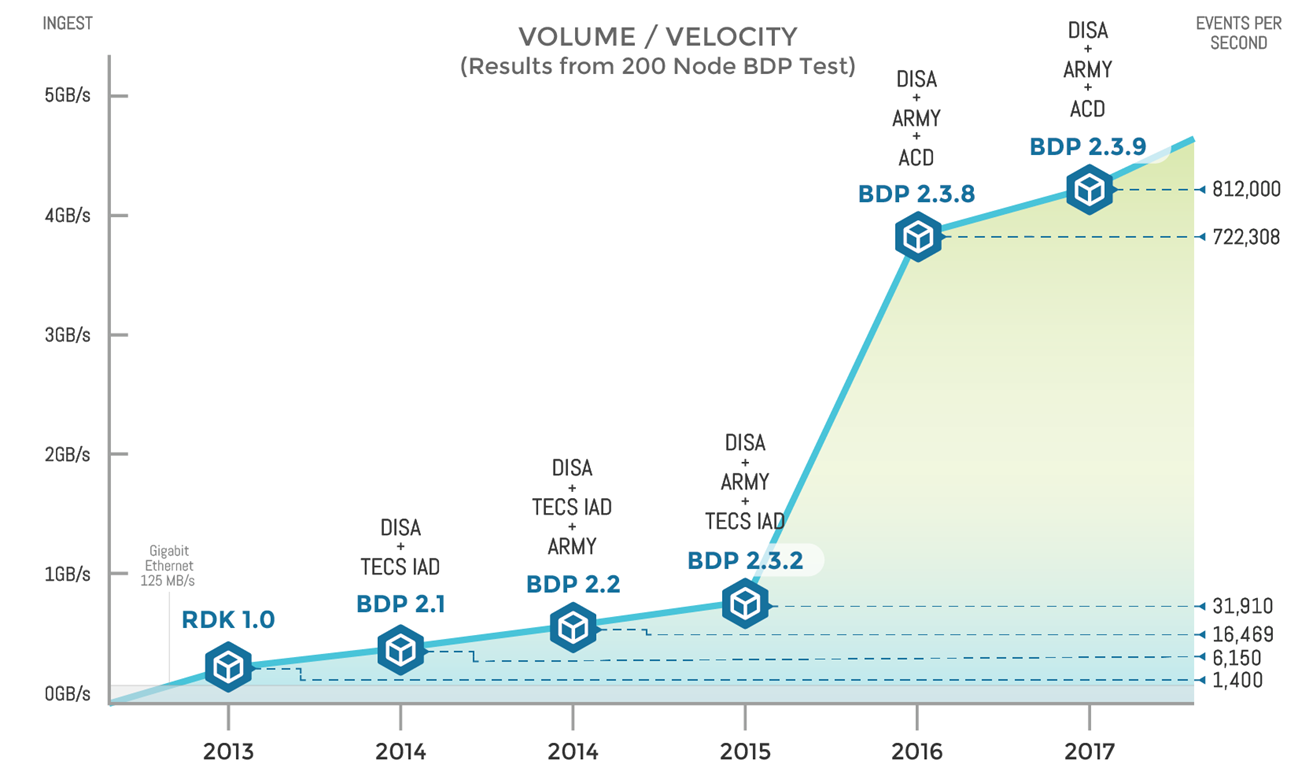 INGEST
VOLUME / VELOCITY
(Results from 200 Node BDP Test)
EVENTS PER
SECOND
5GB/s
4GB/s
3GB/s
2GB/s
1GB/s
0GB/s
Gigabit
Ethernet
125 MB/s
RDK 1.0
DISA
+
TECS IAD
BDP 2.1
DISA
+
TECS IAD
+
ARMY
BDP 2.2
DISA
+
ARMY
+
TECS IAD
BDP 2.3.2
DISA
+
ARMY
+
ACD
BDP 2.3.8
DISA
+
ARMY
+
ACD
BDP 2.3.9
812,000
722,308
31,910
16,469
6,150
1,400
2013
2014
2014
2015
2016
2017